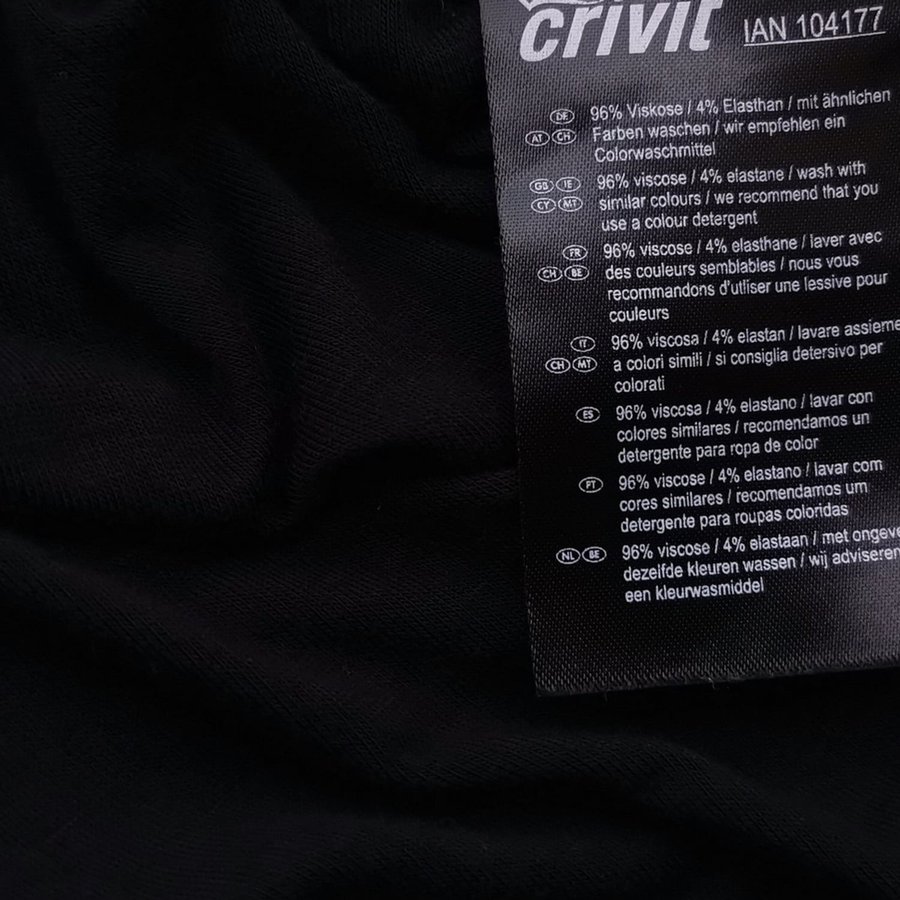 crivit IAN 104177
DE 96% Viskose / 4% Elasthan / mit ähnlichen
AT CH Farben waschen / wir empfehlen ein
Colorwaschmittel
GB IE 96% viscose / 4% elastane / wash with
CY MT similar colours / we recommend that you
use a colour detergent
FR 96% viscose / 4% elasthane / laver avec
CH BE des couleurs semblables / nous vous
recommandons d'utliser une lessive pour
couleurs
IT 96% viscosa / 4% elastan / lavare assieme
CH MT a colori simili / si consiglia detersivo per
colorati
ES 96% viscosa / 4% elastano / lavar con
colores similares / recomendamos un
detergente para ropa de color
PT 96% viscose / 4% elastano / lavar com
cores similares / recomendamos um
detergente para roupas coloridas
NL BE 96% viscose / 4% elastaan / met ongeve
dezelfde kleuren wassen / wij adviseren
een kleurwasmiddel